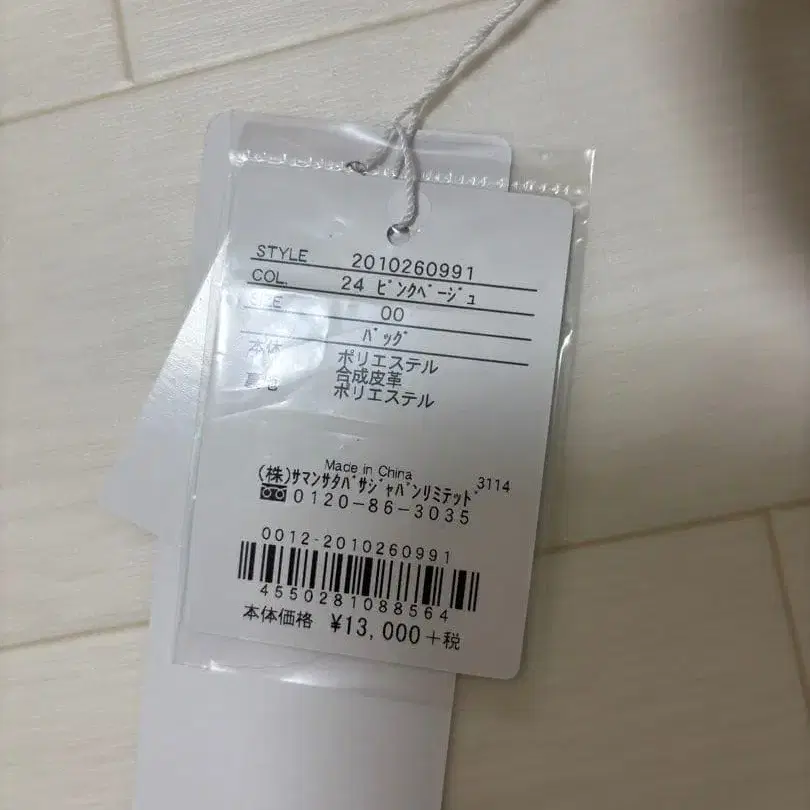 STYLE 2010260991
COL. 24 ﾋﾟﾝｸﾍﾞｰｼﾞｭ
SIZE 00
ﾊﾞｯｸﾞ
本体 ポリエステル
合成皮革
裏地 ポリエステル
Made in China
3114
(株)ｻﾏﾝｻﾀﾊﾞｻｼﾞｬﾊﾟﾝﾘﾐﾃｯﾄﾞ
0120-86-3035
0012-2010260991
4550281088564
本体価格 ¥13,000+税